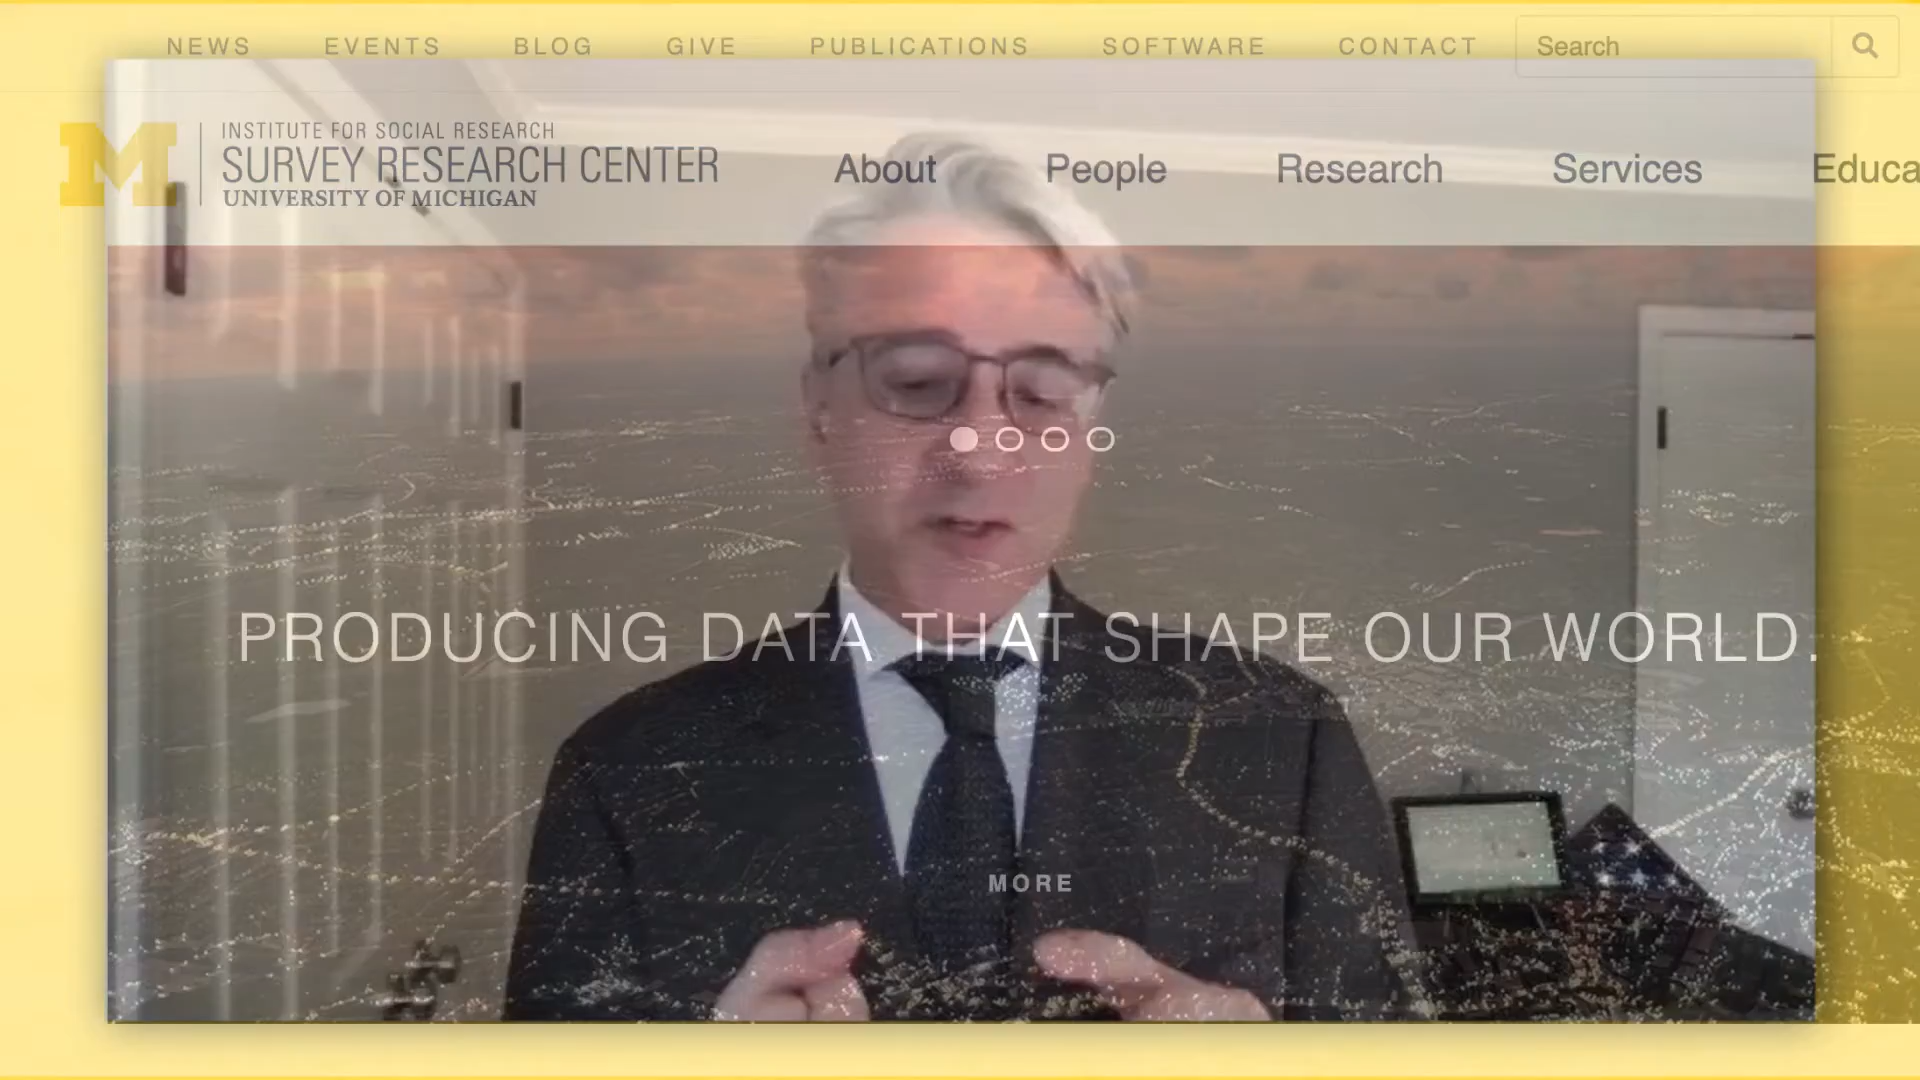 NEWS EVENTS BLOG GIVE PUBLICATIONS SOFTWARE CONTACT Search
INSTITUTE FOR SOCIAL RESEARCH
SURVEY RESEARCH CENTER
UNIVERSITY OF MICHIGAN
About People Research Services Educa
PRODUCING DATA THAT SHAPE OUR WORLD.
MORE